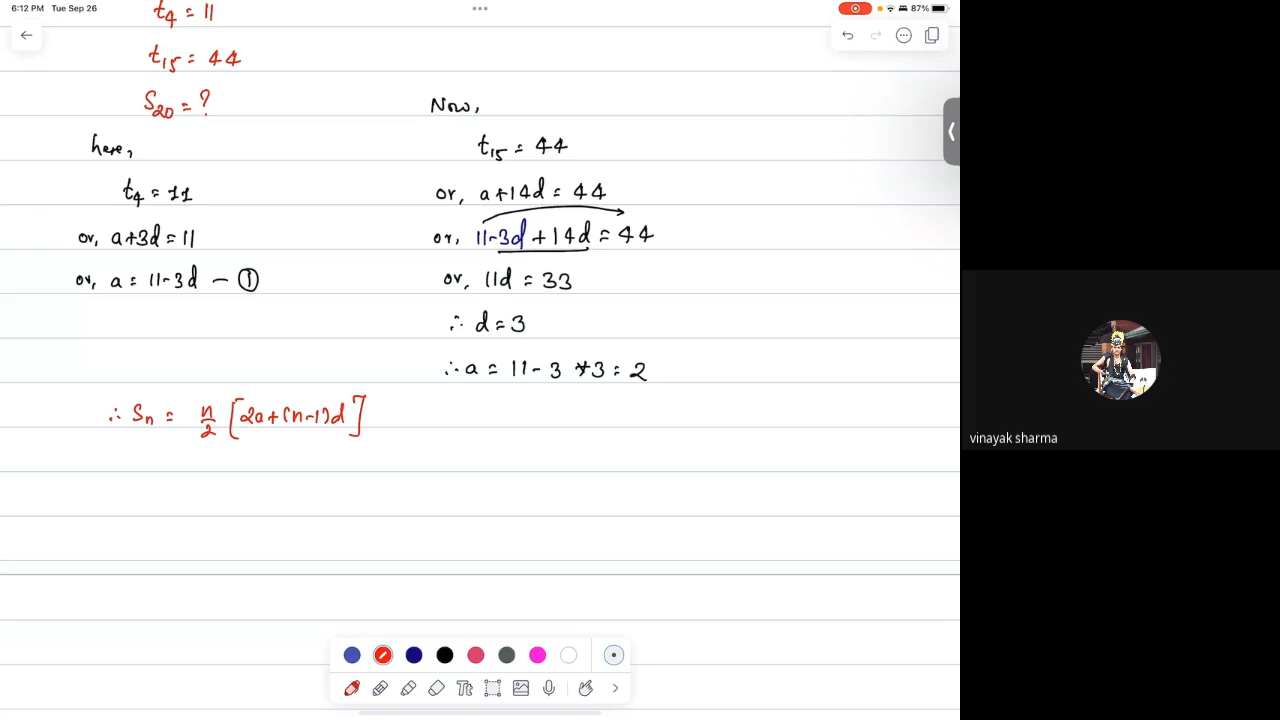 6:12 PM Tue Sep 26
87%
t₄ = 11
t₁₅ = 44
S₂₀ = ?
here,
t₄ = 11
or, a+3d = 11
or, a = 11-3d — ①
Now,
t₁₅ = 44
or, a+14d = 44
or, 11-3d + 14d = 44
or, 11d = 33
∴ d = 3
∴ a = 11 - 3 * 3 = 2
∴ Sₙ = n/2 [2a+(n-1)d]
Tt
vinayak sharma